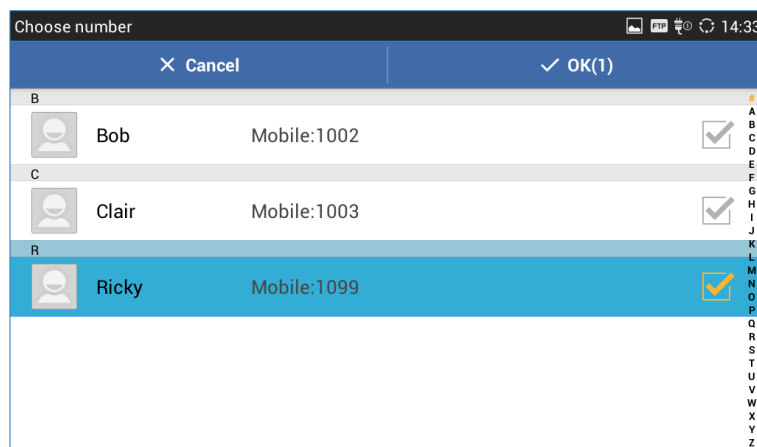 Choose number FTP 14:33
Cancel OK(1)
B
Bob Mobile:1002
C
Clair Mobile:1003
R
Ricky Mobile:1099
#
A
B
C
D
E
F
G
H
I
J
K
L
M
N
O
P
Q
R
S
T
U
V
W
X
Y
Z